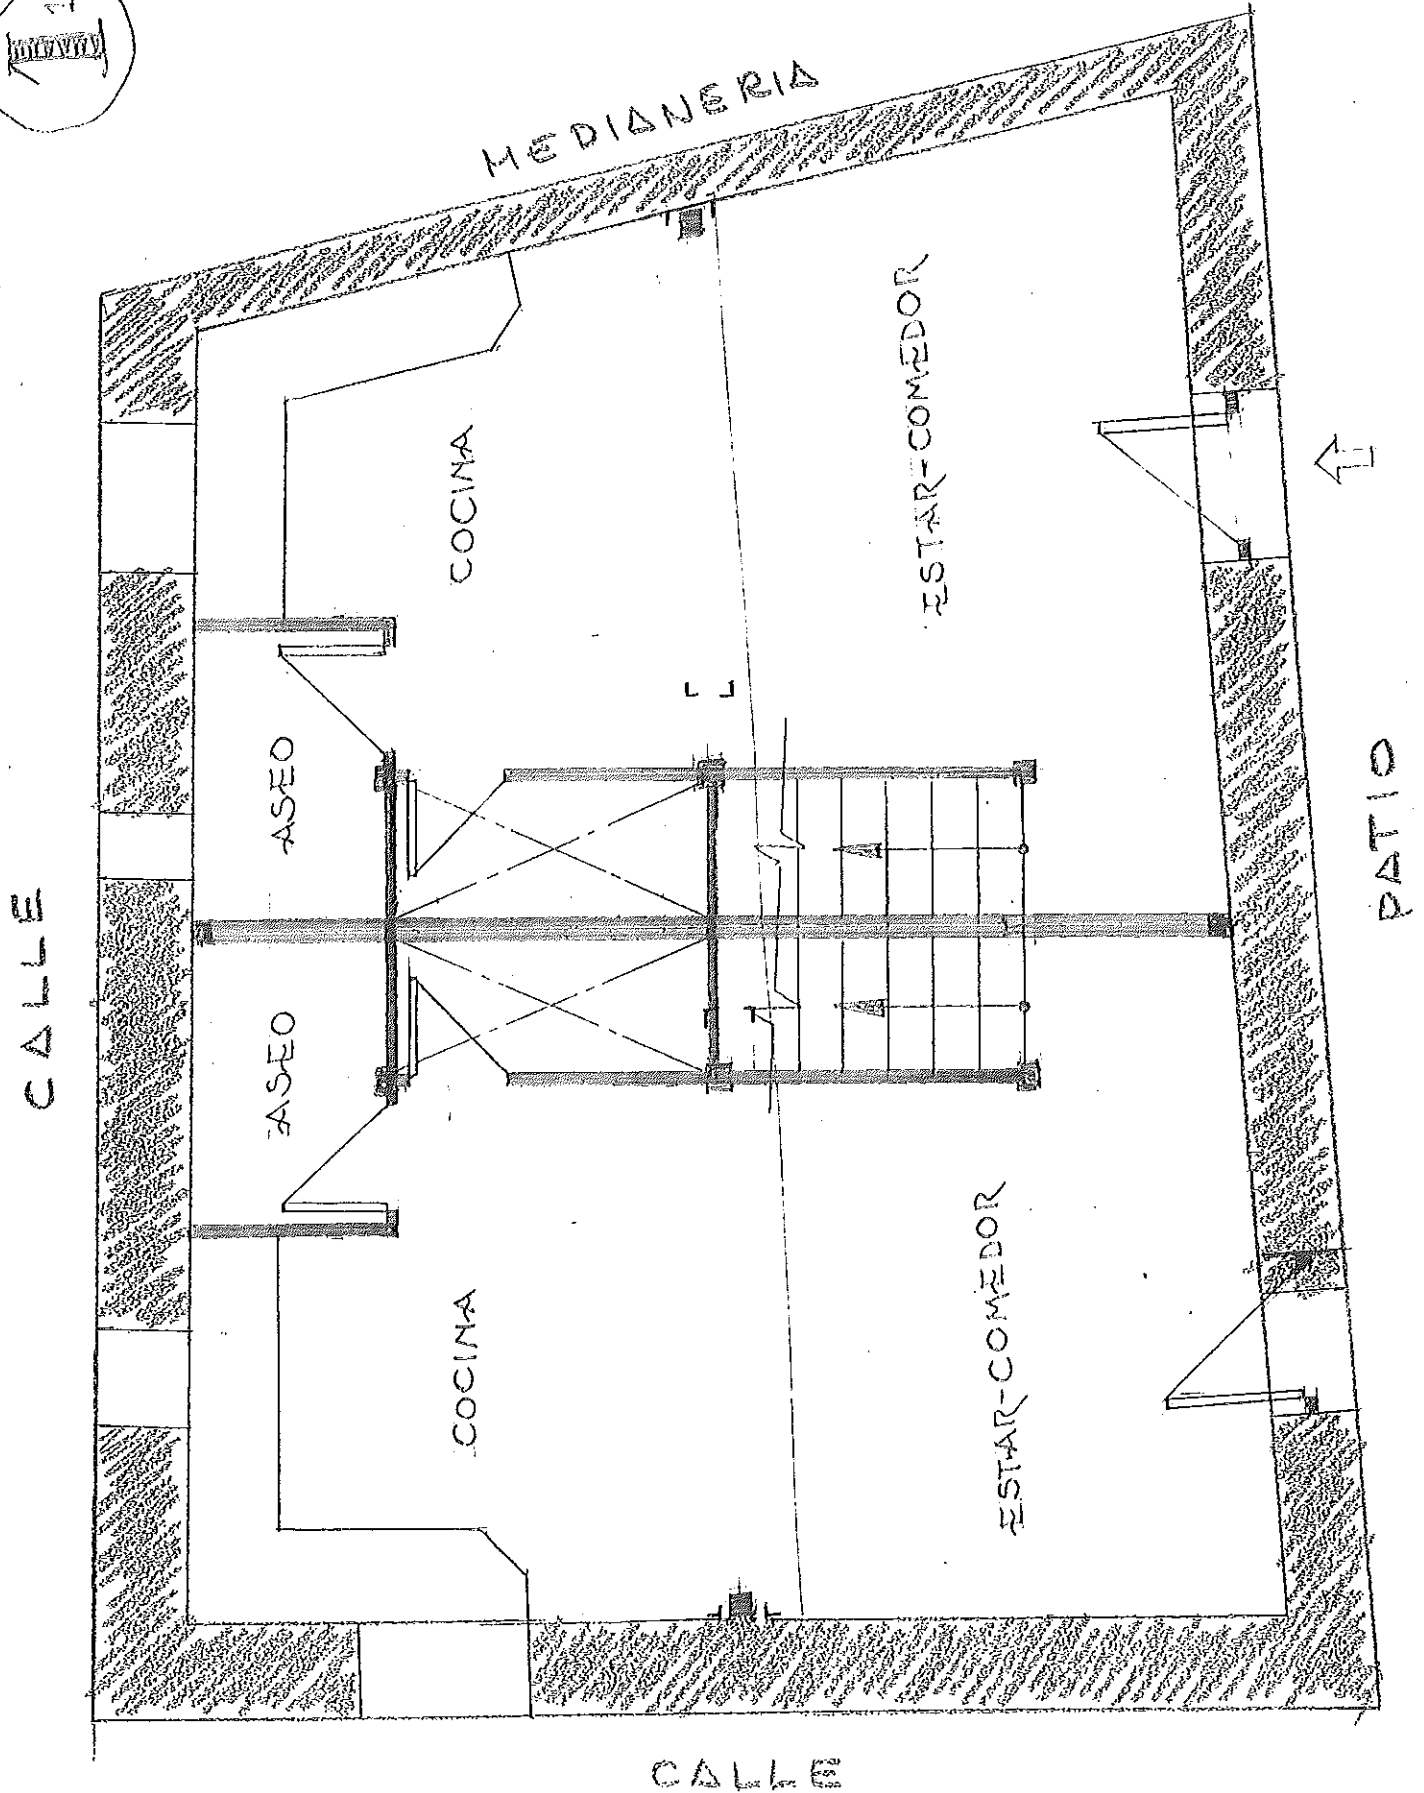 MEDIANERIA
CALLE
COCINA
ESTAR-COMEDOR
ASEO
ASEO
PATIO
COCINA
ESTAR-COMEDOR
CALLE